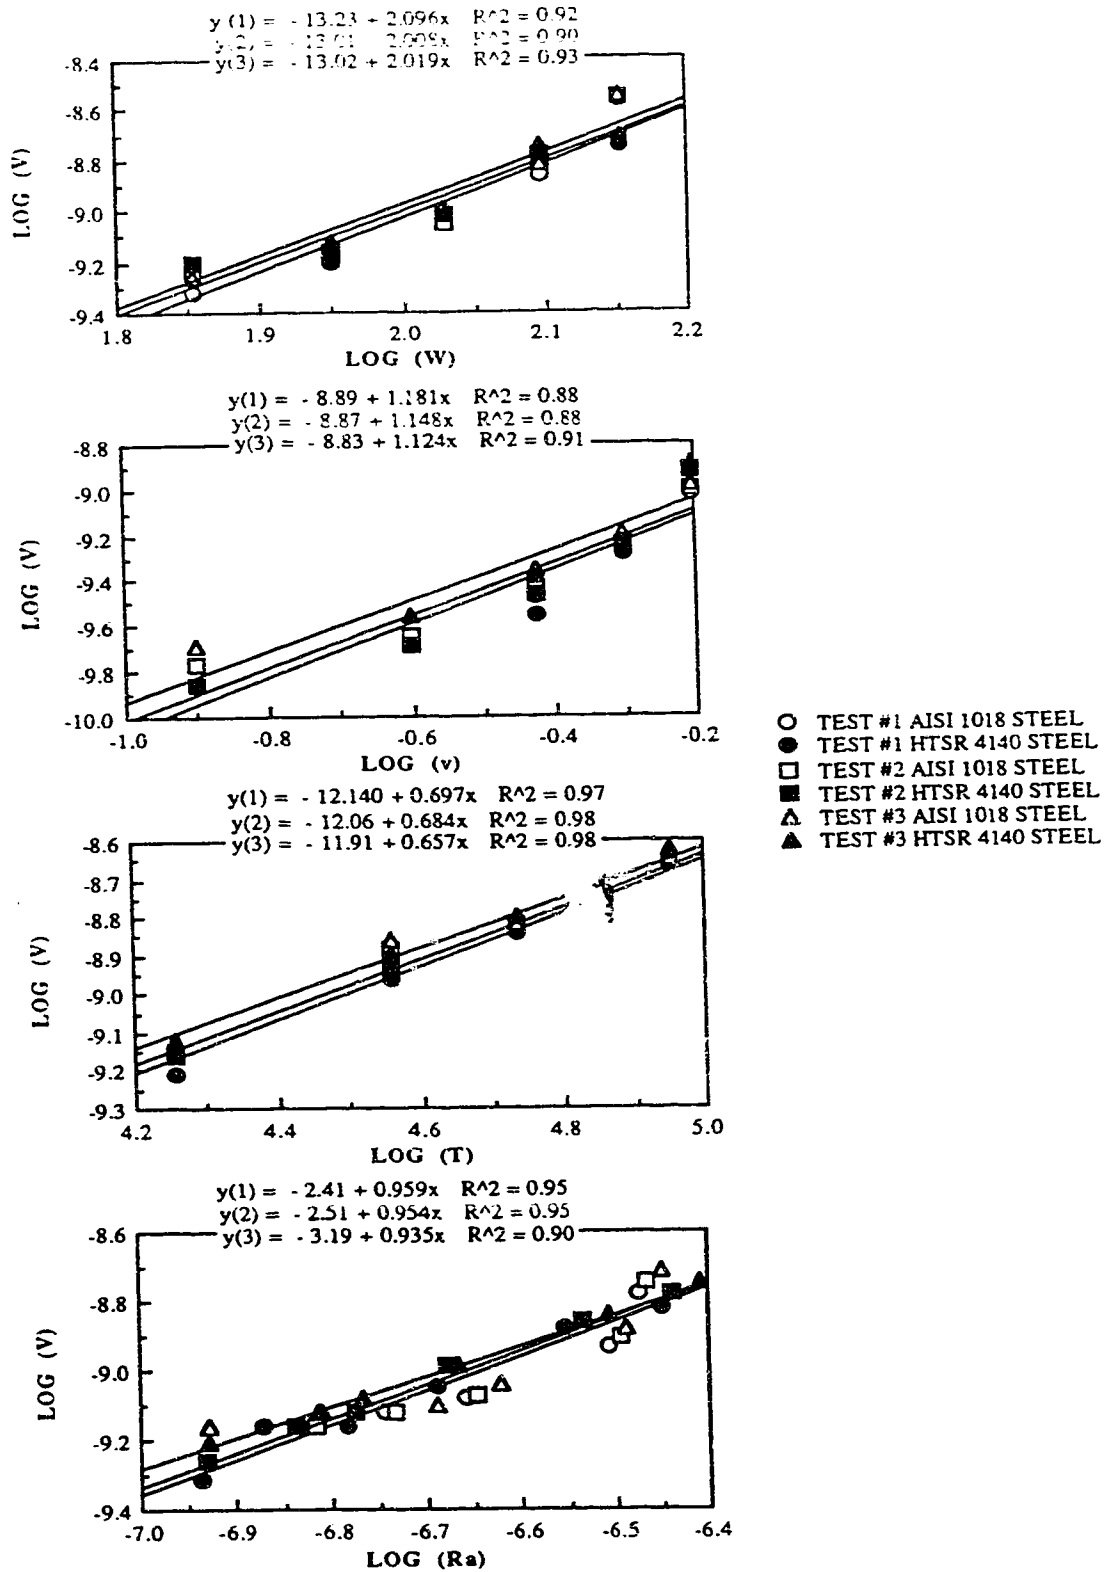 y (1) = - 13.23 + 2.096x R^2 = 0.92
y(2) = - 13.01 2.009x R^2 = 0.90
y(3) = - 13.02 + 2.019x R^2 = 0.93
-8.4
-8.6
-8.8
-9.0
-9.2
-9.4
LOG (V)
1.8 1.9 2.0 2.1 2.2
LOG (W)
y(1) = - 8.89 + 1.181x R^2 = 0.88
y(2) = - 8.87 + 1.148x R^2 = 0.88
y(3) = - 8.83 + 1.124x R^2 = 0.91
-8.8
-9.0
-9.2
-9.4
-9.6
-9.8
-10.0
LOG (V)
-1.0 -0.8 -0.6 -0.4 -0.2
LOG (v)
○ TEST #1 AISI 1018 STEEL
● TEST #1 HTSR 4140 STEEL
□ TEST #2 AISI 1018 STEEL
■ TEST #2 HTSR 4140 STEEL
△ TEST #3 AISI 1018 STEEL
▲ TEST #3 HTSR 4140 STEEL
y(1) = - 12.140 + 0.697x R^2 = 0.97
y(2) = - 12.06 + 0.684x R^2 = 0.98
y(3) = - 11.91 + 0.657x R^2 = 0.98
-8.6
-8.7
-8.8
-8.9
-9.0
-9.1
-9.2
-9.3
LOG (V)
4.2 4.4 4.6 4.8 5.0
LOG (T)
y(1) = - 2.41 + 0.959x R^2 = 0.95
y(2) = - 2.51 + 0.954x R^2 = 0.95
y(3) = - 3.19 + 0.935x R^2 = 0.90
-8.6
-8.8
-9.0
-9.2
-9.4
LOG (V)
-7.0 -6.9 -6.8 -6.7 -6.6 -6.5 -6.4
LOG (Ra)